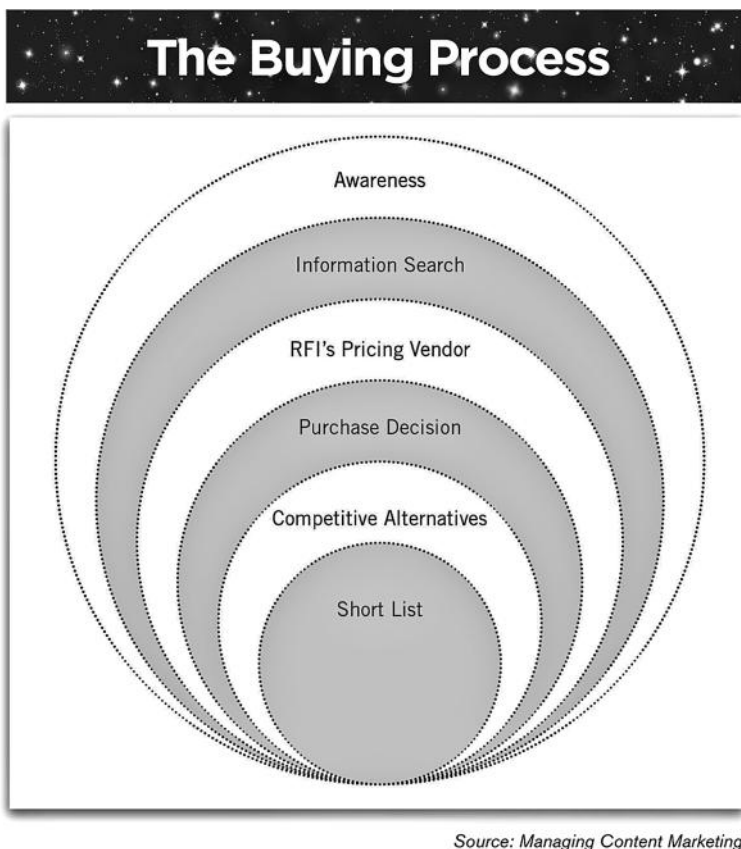 The Buying Process
Awareness
Information Search
RFI's Pricing Vendor
Purchase Decision
Competitive Alternatives
Short List
Source: Managing Content Marketing